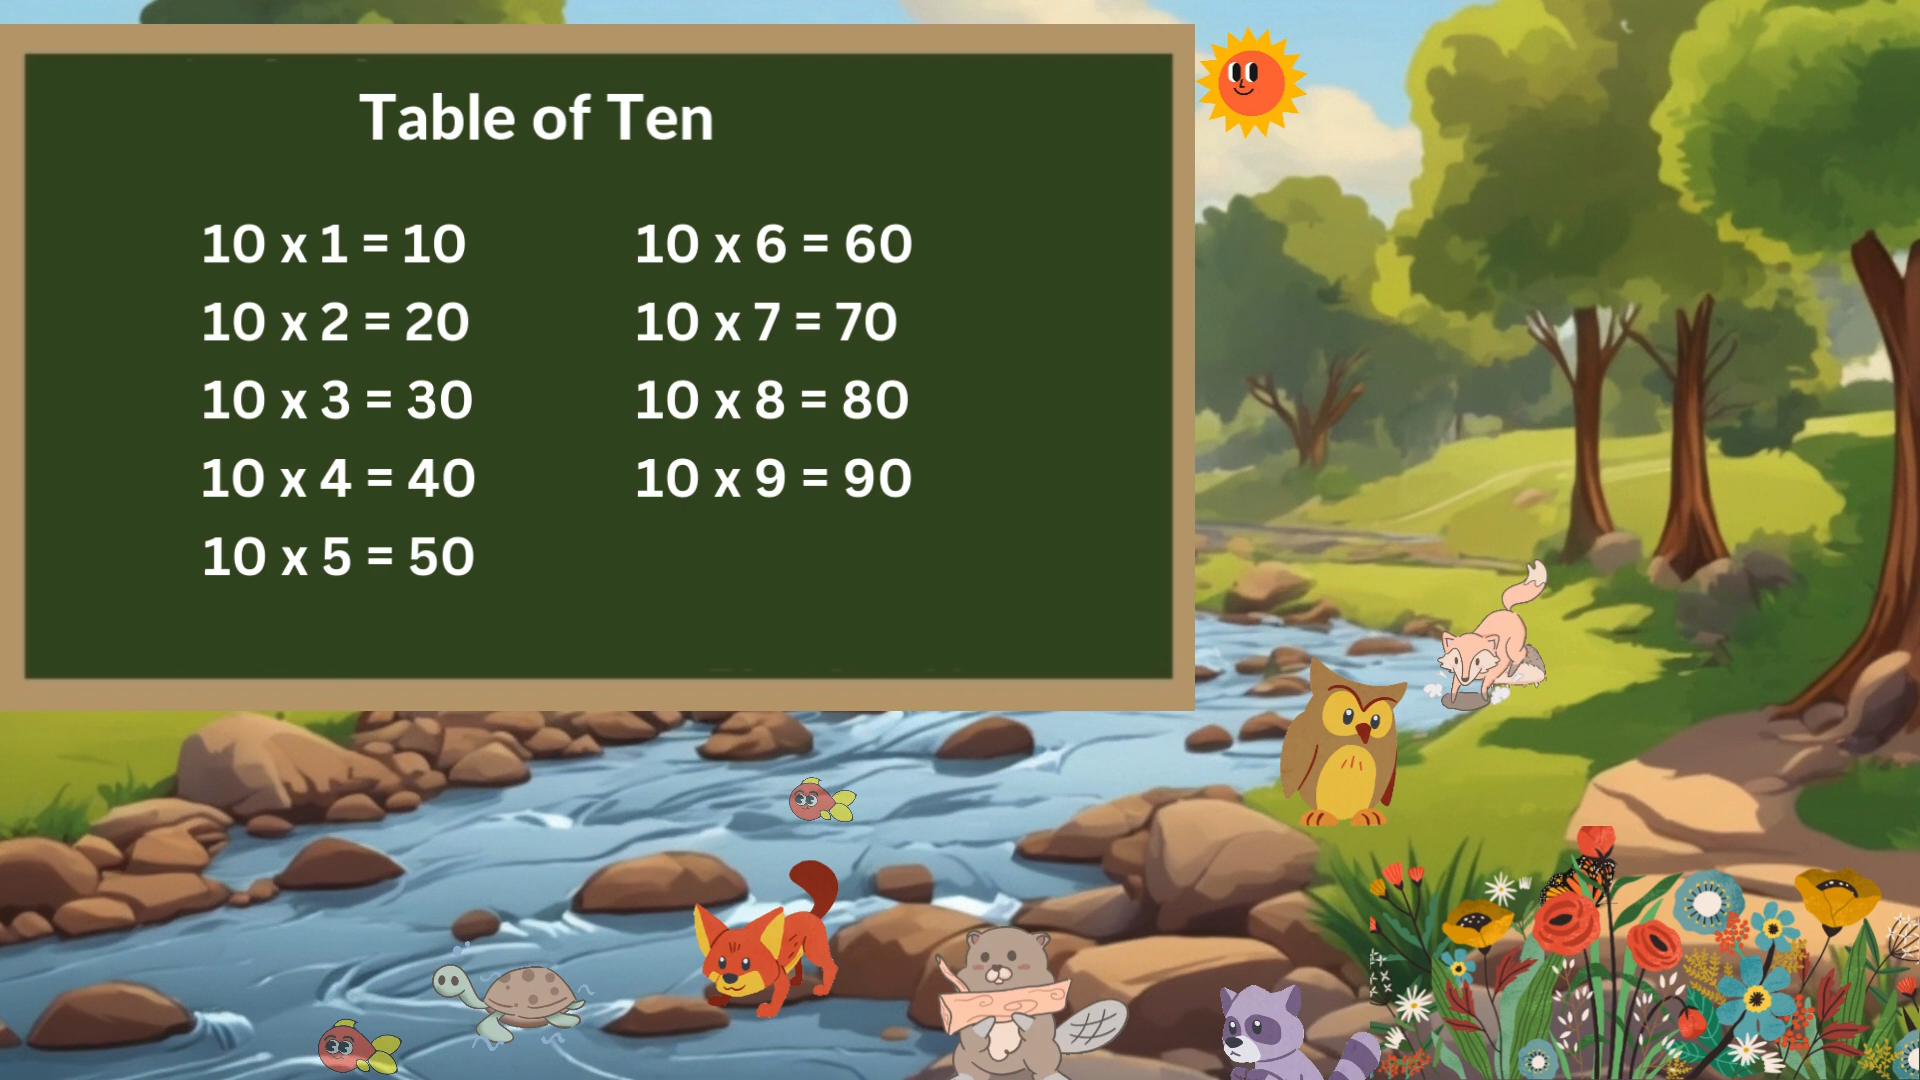 Table of Ten
10 x 1 = 10
10 x 2 = 20
10 x 3 = 30
10 x 4 = 40
10 x 5 = 50
10 x 6 = 60
10 x 7 = 70
10 x 8 = 80
10 x 9 = 90